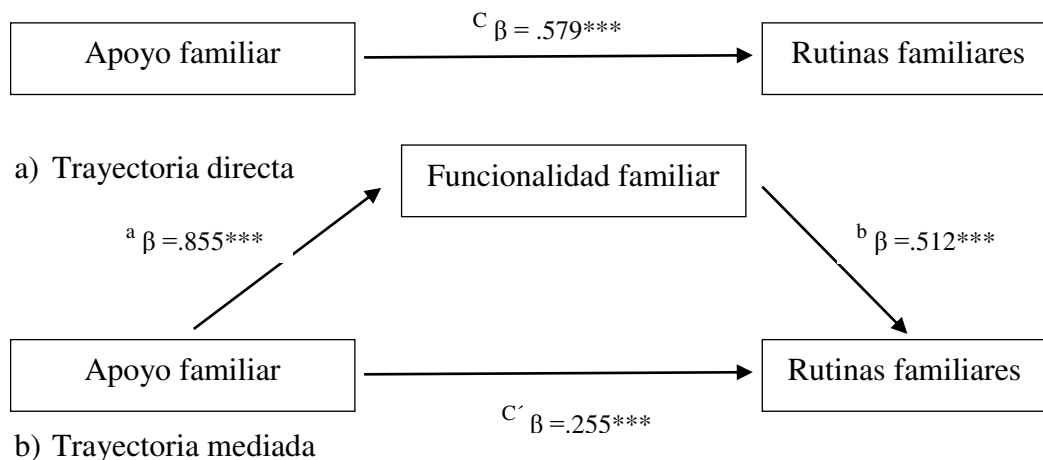 C β = .579***
Apoyo familiar
Rutinas familiares
a) Trayectoria directa
Funcionalidad familiar
a β =.855***
b β =.512***
Apoyo familiar
Rutinas familiares
C´ β =.255***
b) Trayectoria mediada